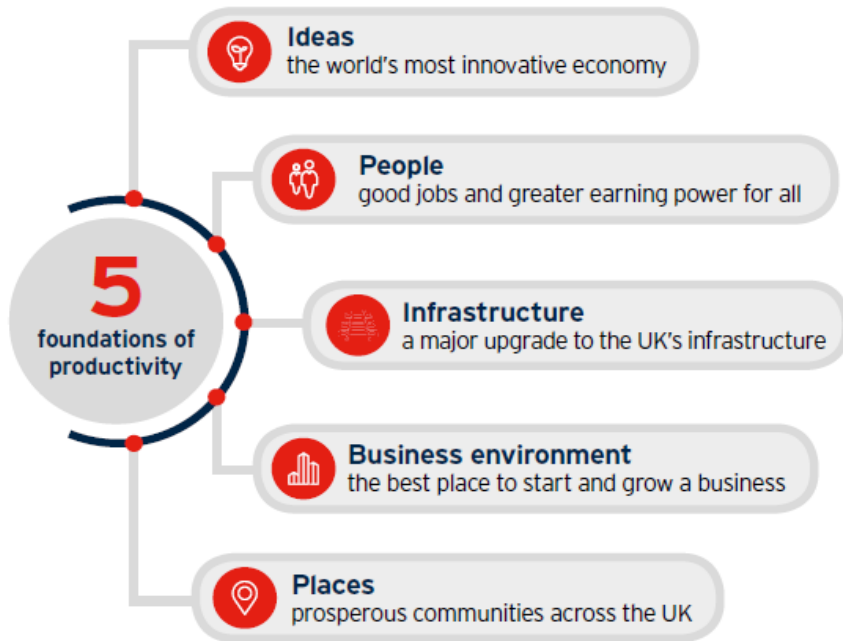 Ideas
the world's most innovative economy
People
good jobs and greater earning power for all
5
foundations of
productivity
Infrastructure
a major upgrade to the UK's infrastructure
Business environment
the best place to start and grow a business
Places
prosperous communities across the UK